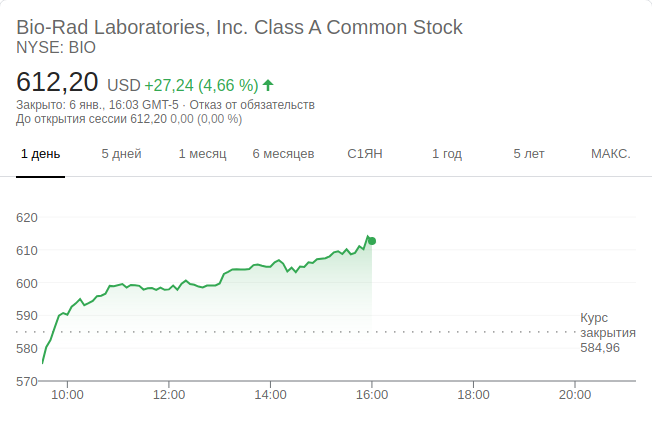 Bio-Rad Laboratories, Inc. Class A Common Stock
NYSE: BIO
612,20 USD +27,24 (4,66 %)
Закрыто: 6 янв., 16:03 GMT-5 · Отказ от обязательств
До открытия сессии 612,20 0,00 (0,00 %)
1 день 5 дней 1 месяц 6 месяцев С1ЯН 1 год 5 лет МАКС.
620
610
600
590
Курс
закрытия
584,96
580
570
10:00 12:00 14:00 16:00 18:00 20:00